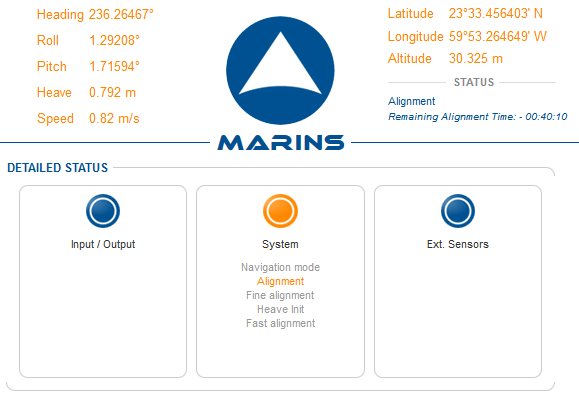 Heading 236.26467°
Roll 1.29208°
Pitch 1.71594°
Heave 0.792 m
Speed 0.82 m/s
MARINS
Latitude 23°33.456403' N
Longitude 59°53.264649' W
Altitude 30.325 m
STATUS
Alignment
Remaining Alignment Time: - 00:40:10
DETAILED STATUS
Input / Output
System
Navigation mode
Alignment
Fine alignment
Heave Init
Fast alignment
Ext. Sensors